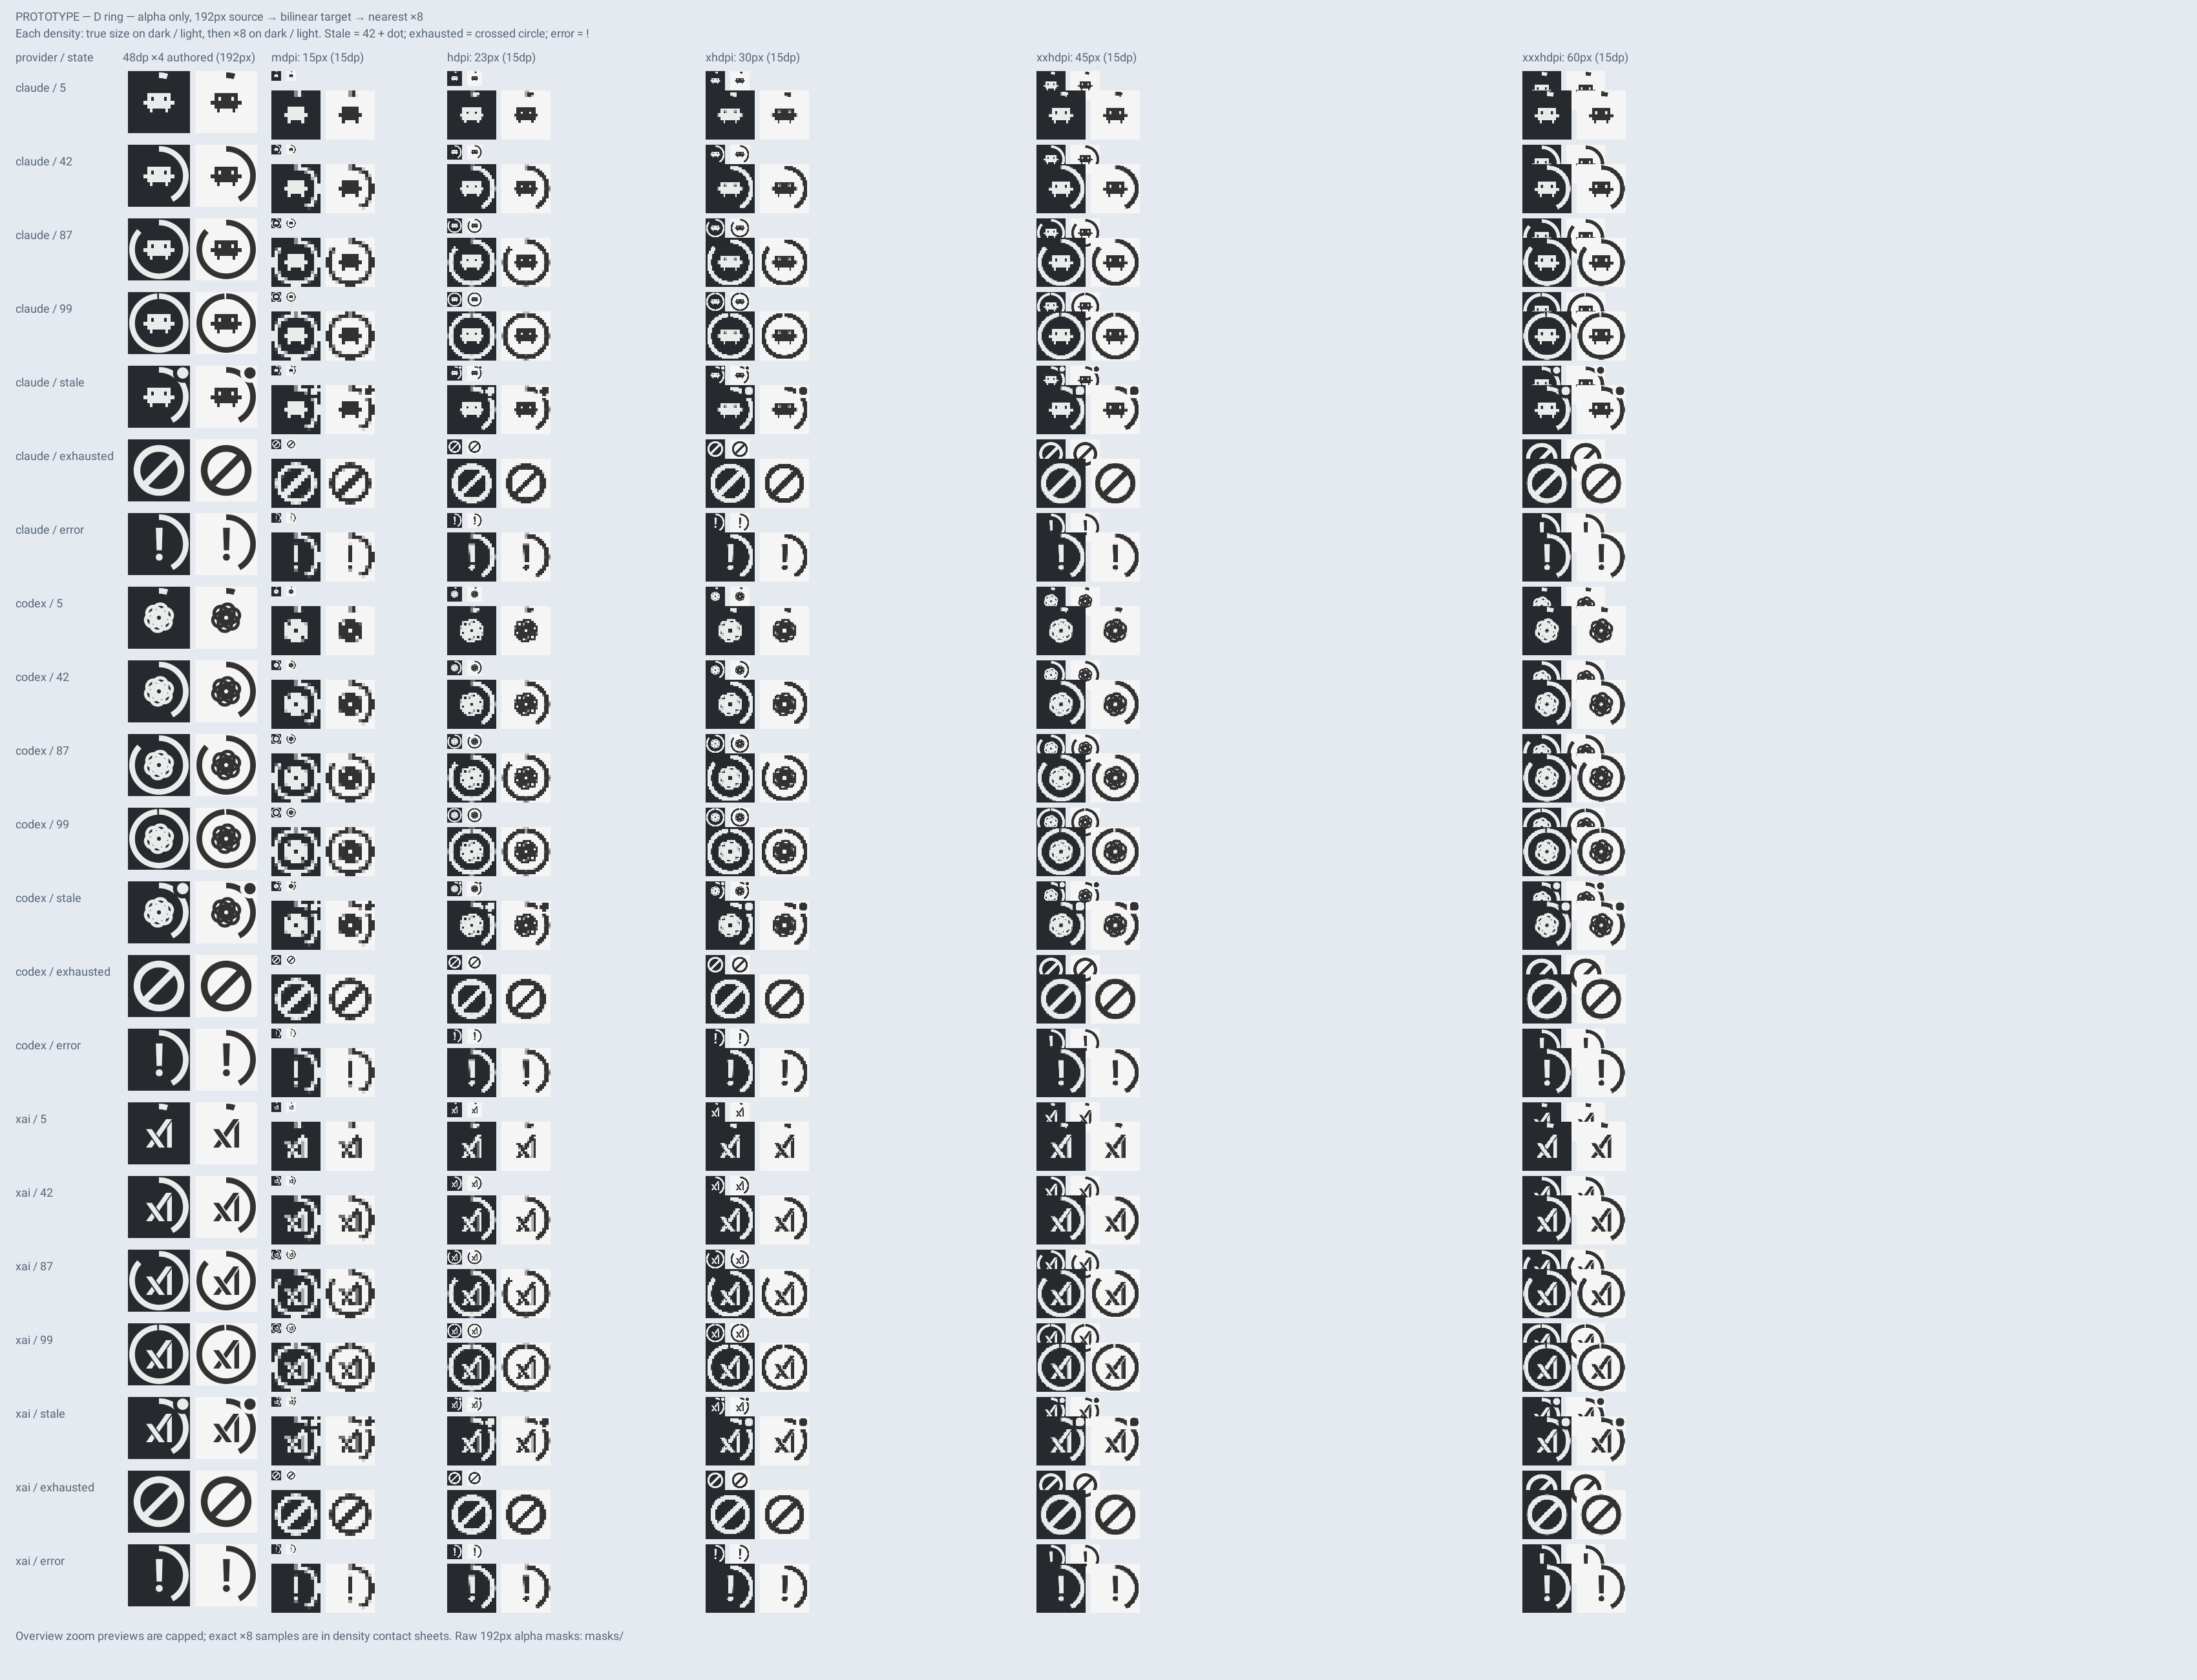 PROTOTYPE — D ring — alpha only, 192px source → bilinear target → nearest ×8
Each density: true size on dark / light, then ×8 on dark / light. Stale = 42 + dot; exhausted = crossed circle; error = !
provider / state 48dp ×4 authored (192px) mdpi: 15px (15dp) hdpi: 23px (15dp) xhdpi: 30px (15dp) xxhdpi: 45px (15dp) xxxhdpi: 60px (15dp)
claude / 5
claude / 42
claude / 87
claude / 99
claude / stale
claude / exhausted
claude / error
codex / 5
codex / 42
codex / 87
codex / 99
codex / stale
codex / exhausted
codex / error
xai / 5
xai / 42
xai / 87
xai / 99
xai / stale
xai / exhausted
xai / error
Overview zoom previews are capped; exact ×8 samples are in density contact sheets. Raw 192px alpha masks: masks/